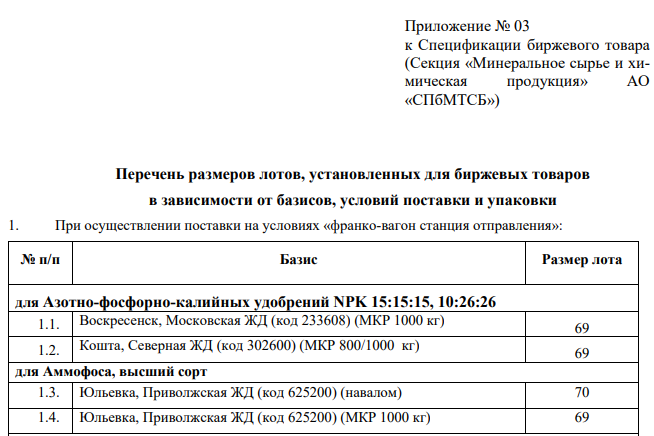 Приложение № 03
к Спецификации биржевого товара
(Секция «Минеральное сырье и хи-
мическая продукция» АО
«СПбМТСБ»)
Перечень размеров лотов, установленных для биржевых товаров
в зависимости от базисов, условий поставки и упаковки
1. При осуществлении поставки на условиях «франко-вагон станция отправления»:
№ п/п Базис Размер лота
для Азотно-фосфорно-калийных удобрений NPK 15:15:15, 10:26:26
1.1. Воскресенск, Московская ЖД (код 233608) (МКР 1000 кг) 69
1.2. Кошта, Северная ЖД (код 302600) (МКР 800/1000 кг) 69
для Аммофоса, высший сорт
1.3. Юльевка, Приволжская ЖД (код 625200) (навалом) 70
1.4. Юльевка, Приволжская ЖД (код 625200) (МКР 1000 кг) 69